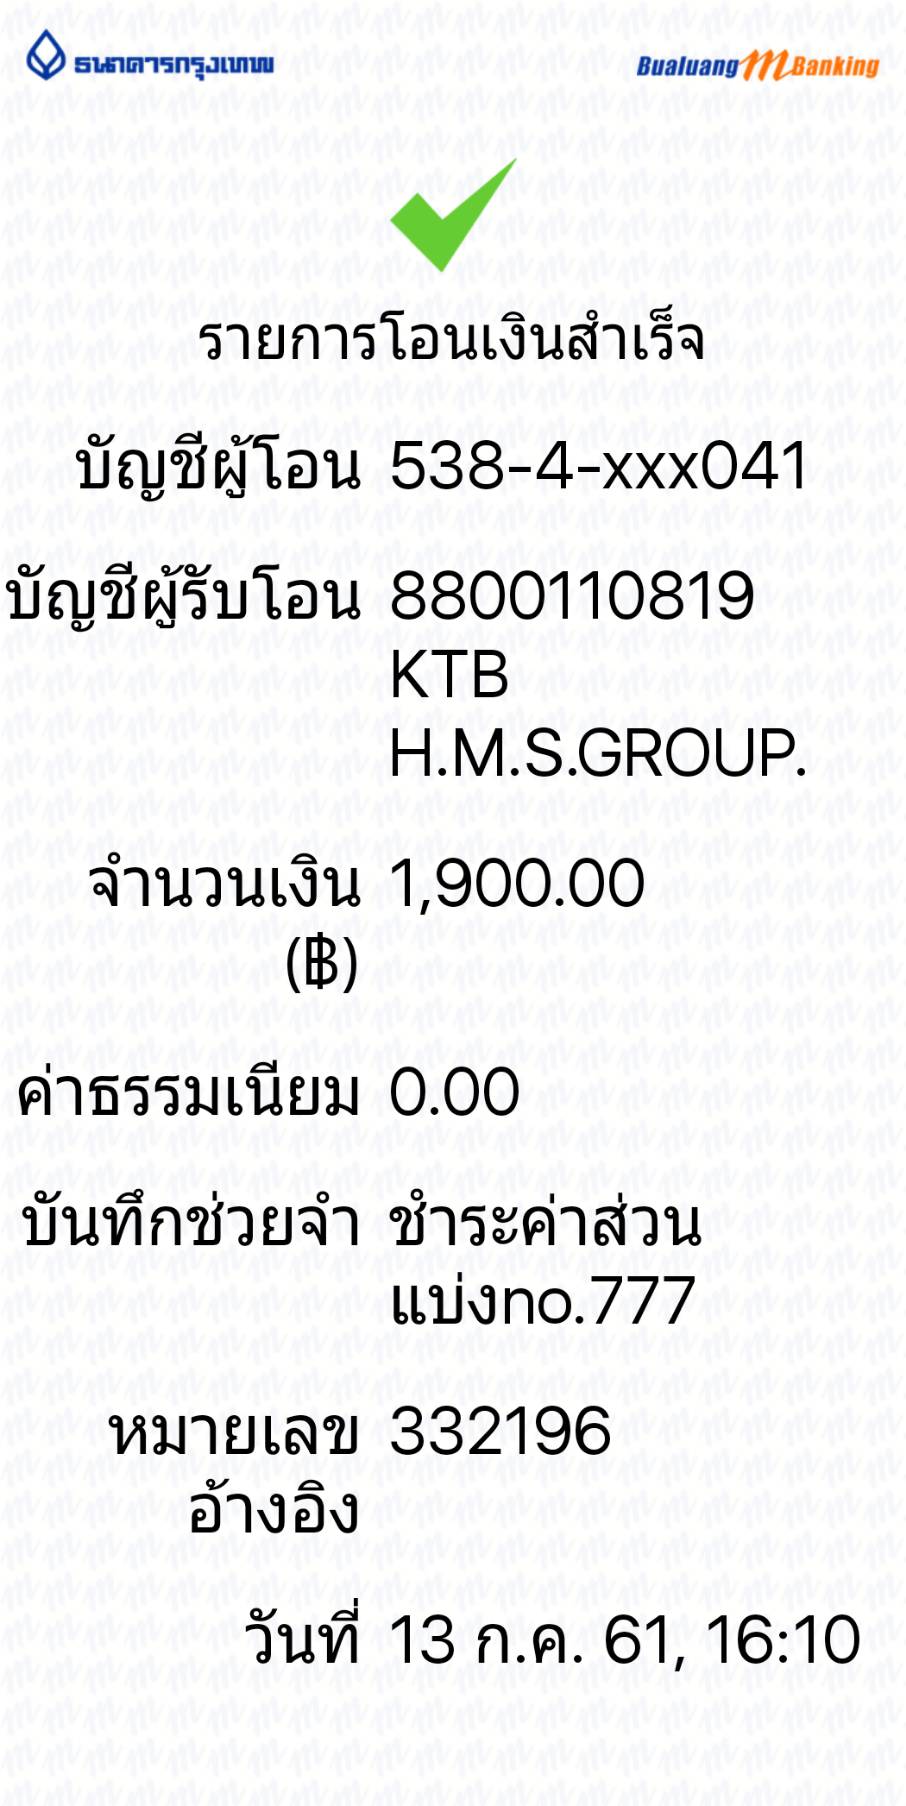 ธนาคารกรุงเทพ
Bualuang m Banking
รายการโอนเงินสำเร็จ
บัญชีผู้โอน 538-4-xxx041
บัญชีผู้รับโอน 8800110819
KTB
H.M.S.GROUP.
จำนวนเงิน 1,900.00
(฿)
ค่าธรรมเนียม 0.00
บันทึกช่วยจำ ชำระค่าส่วน
แบ่งno.777
หมายเลข 332196
อ้างอิง
วันที่ 13 ก.ค. 61, 16:10